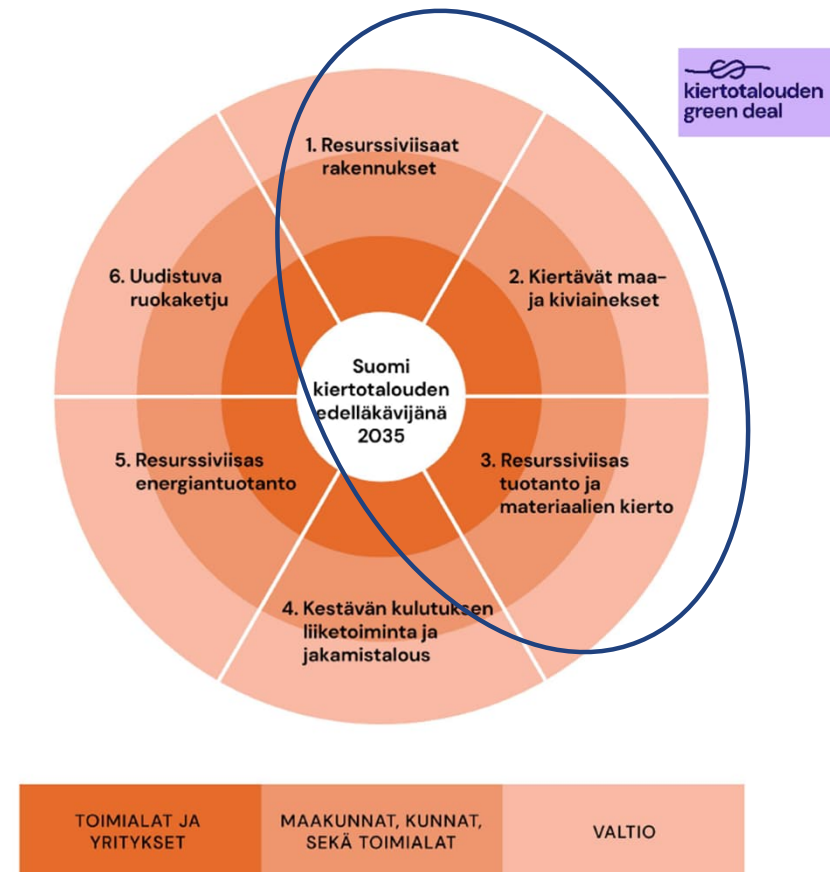 kiertotalouden
green deal
1. Resurssiviisaat
rakennukset
2. Kiertävät maa-
ja kiviainekset
3. Resurssiviisas
tuotanto ja
materiaalien kierto
4. Kestävän kulutuksen
liiketoiminta ja
jakamistalous
5. Resurssiviisas
energiantuotanto
6. Uudistuva
ruokaketju
Suomi
kiertotalouden
edelläkävijänä
2035
TOIMIALAT JA
YRITYKSET
MAAKUNNAT, KUNNAT,
SEKÄ TOIMIALAT
VALTIO